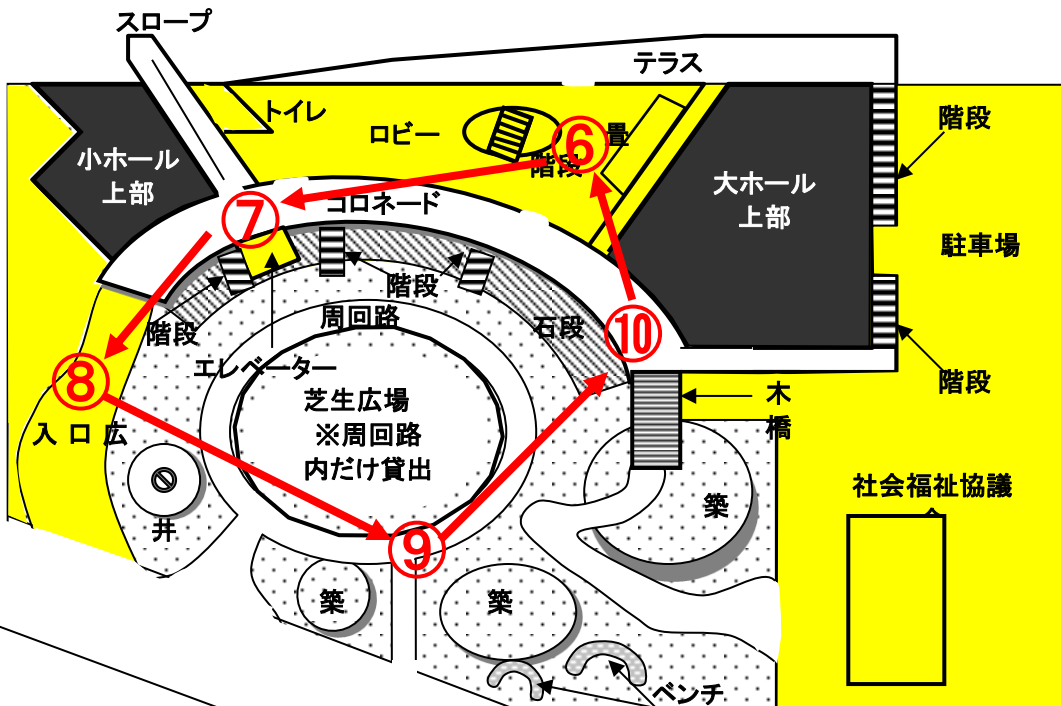 スロープ
テラス
トイレ
ロビー
⑥
畳
階段
階段
小ホール
上部
大ホール
上部
⑦
コロネード
駐車場
階段
周回路
石段
⑩
階段
エレベーター
⑧
芝生広場
※周回路
内だけ貸出
木
橋
階段
入口広
社会福祉協議
井
築
⑨
築
築
ベンチ